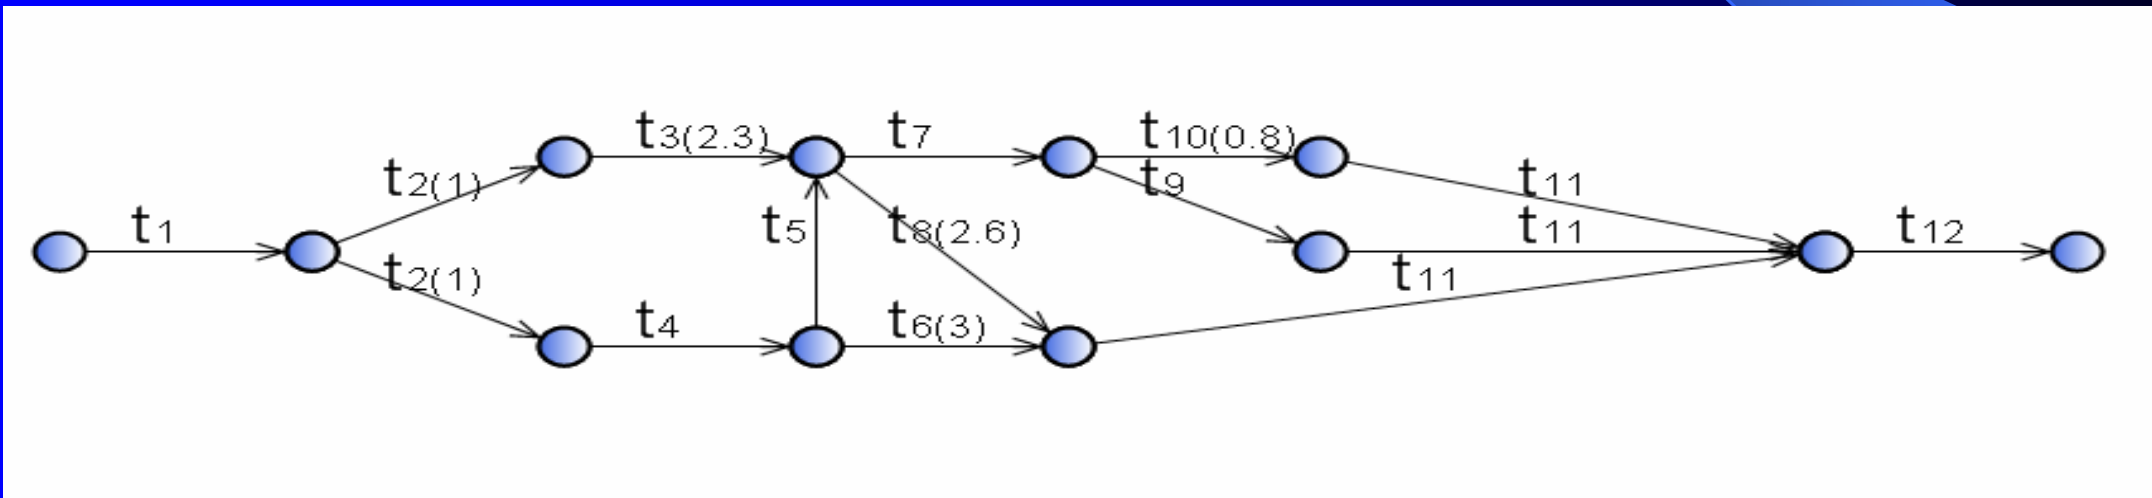 t3(2.3) t7 t10(0.8)
t2(1) t9 t11
t1 t5 t8(2.6) t11 t12
t2(1) t11
t4 t6(3)